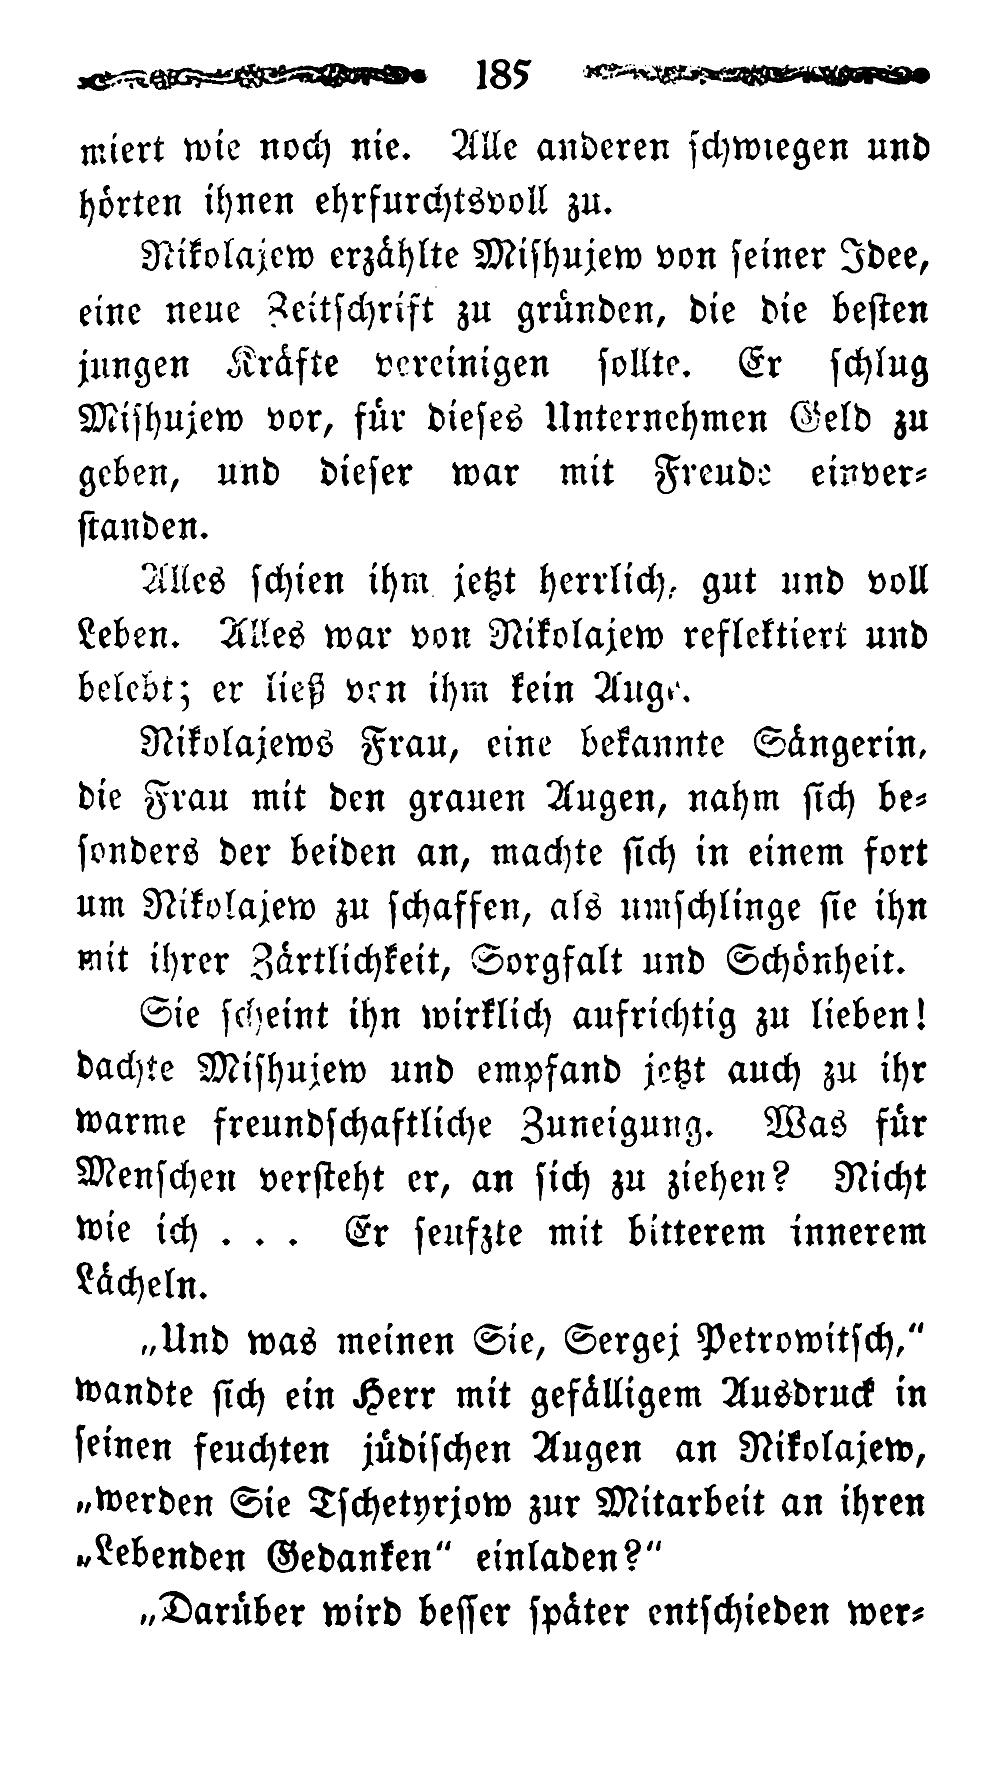 185
miert wie noch nie. Alle anderen schwiegen und
hörten ihnen ehrfurchtsvoll zu.
Nikolajew erzählte Mishujew von seiner Idee,
eine neue Zeitschrift zu gründen, die die besten
jungen Kräfte vereinigen sollte. Er schlug
Mishujew vor, für dieses Unternehmen Geld zu
geben, und dieser war mit Freude einver-
standen.
Alles schien ihm jetzt herrlich, gut und voll
Leben. Alles war von Nikolajew reflektiert und
belebt; er ließ von ihm kein Auge.
Nikolajews Frau, eine bekannte Sängerin,
die Frau mit den grauen Augen, nahm sich be-
sonders der beiden an, machte sich in einem fort
um Nikolajew zu schaffen, als umschlinge sie ihn
mit ihrer Zärtlichkeit, Sorgfalt und Schönheit.
Sie scheint ihn wirklich aufrichtig zu lieben!
dachte Mishujew und empfand jetzt auch zu ihr
warme freundschaftliche Zuneigung. Was für
Menschen versteht er, an sich zu ziehen? Nicht
wie ich . . . Er seufzte mit bitterem innerem
Lächeln.
„Und was meinen Sie, Sergej Petrowitsch,“
wandte sich ein Herr mit gefälligem Ausdruck in
seinen feuchten jüdischen Augen an Nikolajew,
„werden Sie Tschetyrjow zur Mitarbeit an ihren
„Lebenden Gedanken“ einladen?“
„Darüber wird besser später entschieden wer-